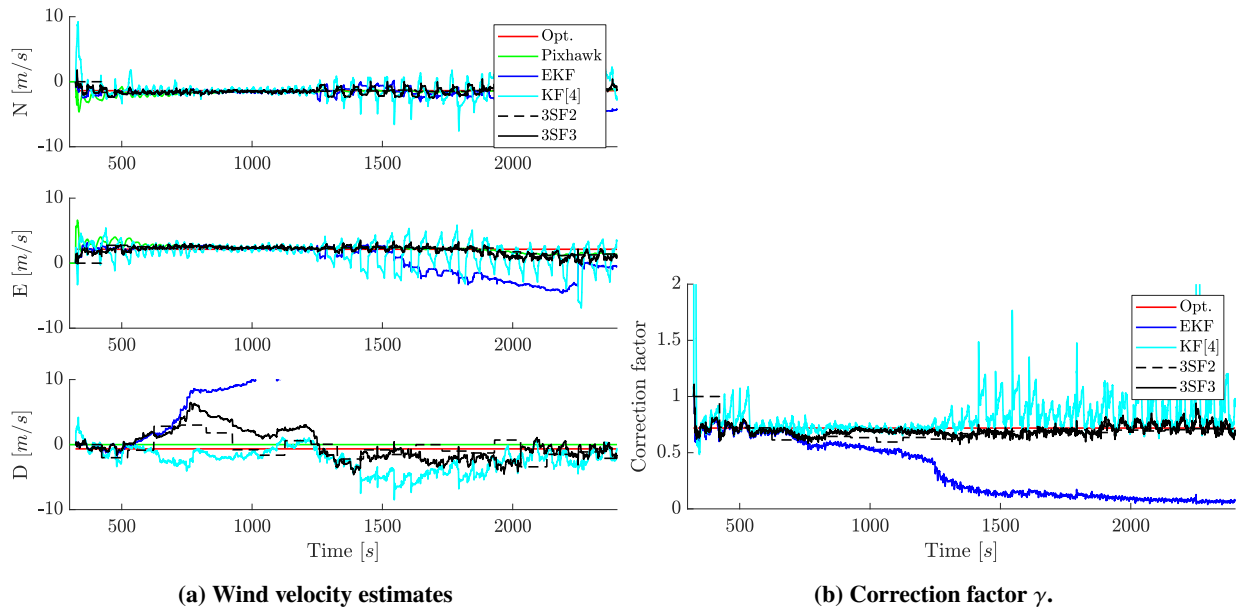 10
0
-10
N [m/s]
500
1000
1500
2000
Opt.
Pixhawk
EKF
KF[4]
3SF2
3SF3
10
0
-10
E [m/s]
500
1000
1500
2000
10
0
-10
D [m/s]
500
1000
1500
2000
Time [s]
(a) Wind velocity estimates
2
1.5
1
0.5
0
Correction factor
Opt.
EKF
KF[4]
3SF2
3SF3
500
1000
1500
2000
Time [s]
(b) Correction factor γ.